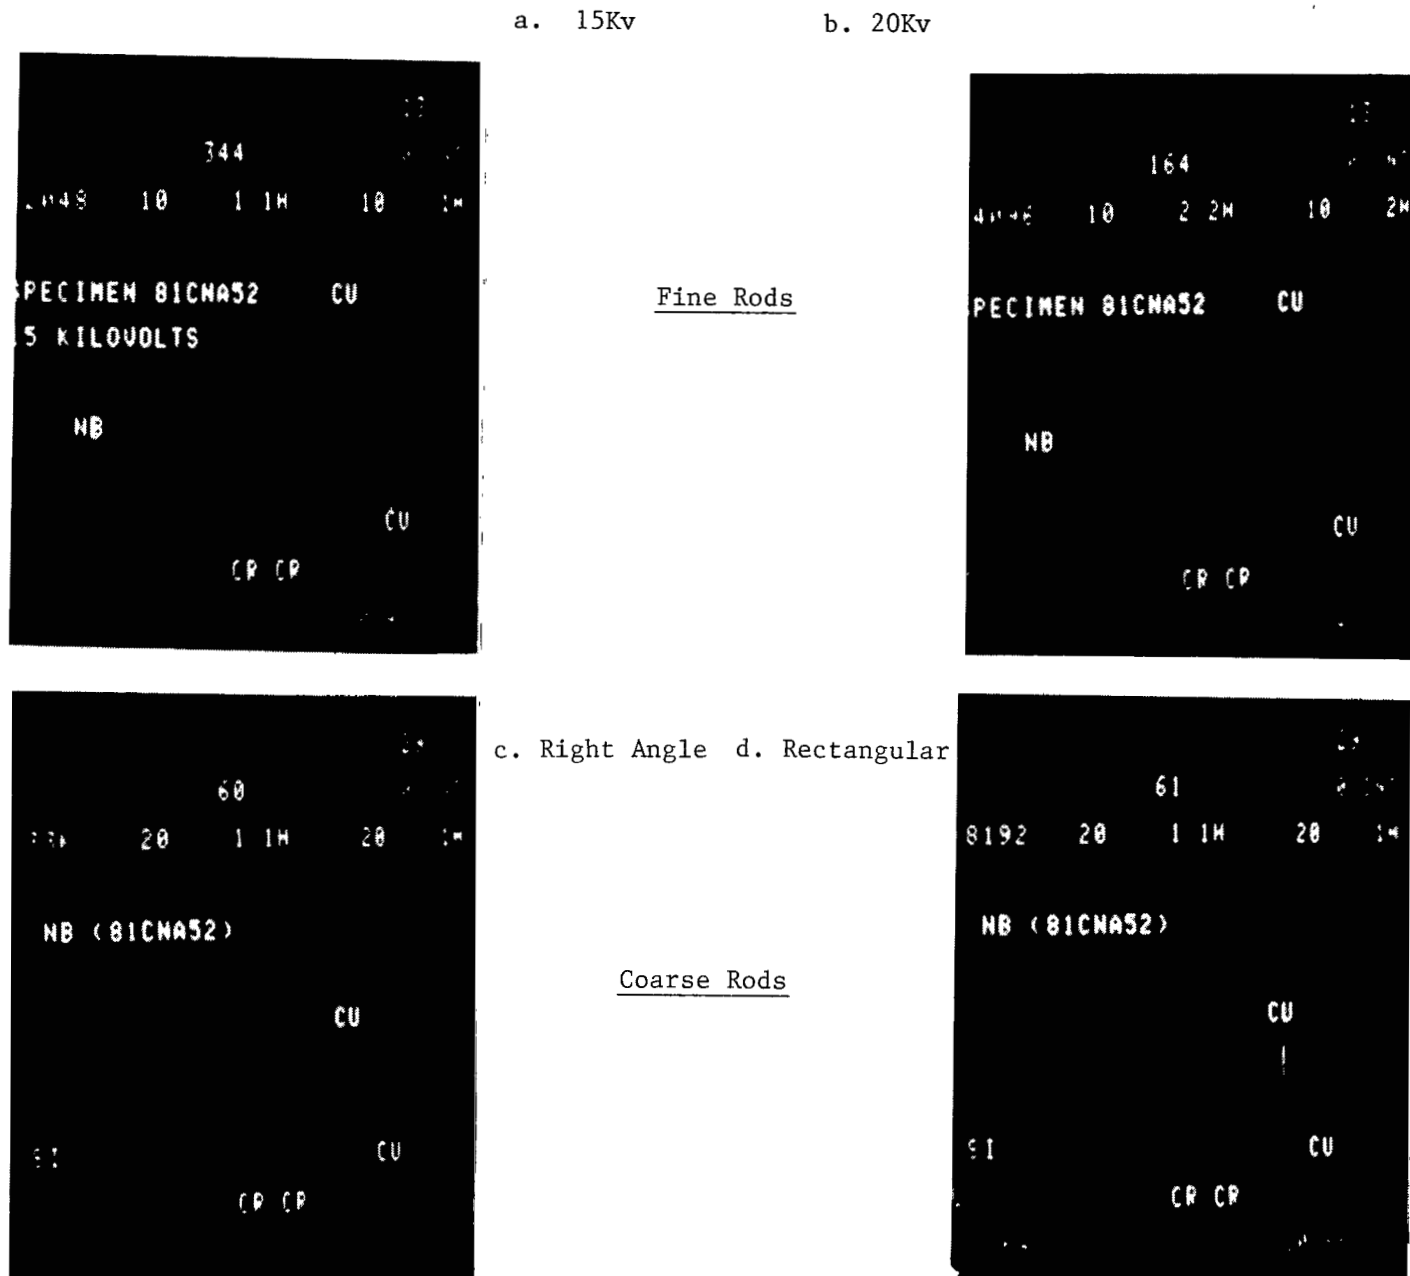 a. 15Kv
b. 20Kv
344
10 1 1H 10
SPECIMEN 81CNA52 CU
5 KILOVOLTS
NB
CU
CR CR
Fine Rods
164
10 2 2H 10 2H
PECIMEN 81CNA52 CU
NB
CU
CR CR
c. Right Angle d. Rectangular
60
20 1 1H 20
NB (81CNA52)
CU
SI CU
CR CR
Coarse Rods
61
8192 20 1 1H 20
NB (81CNA52)
CU
SI CU
CR CR